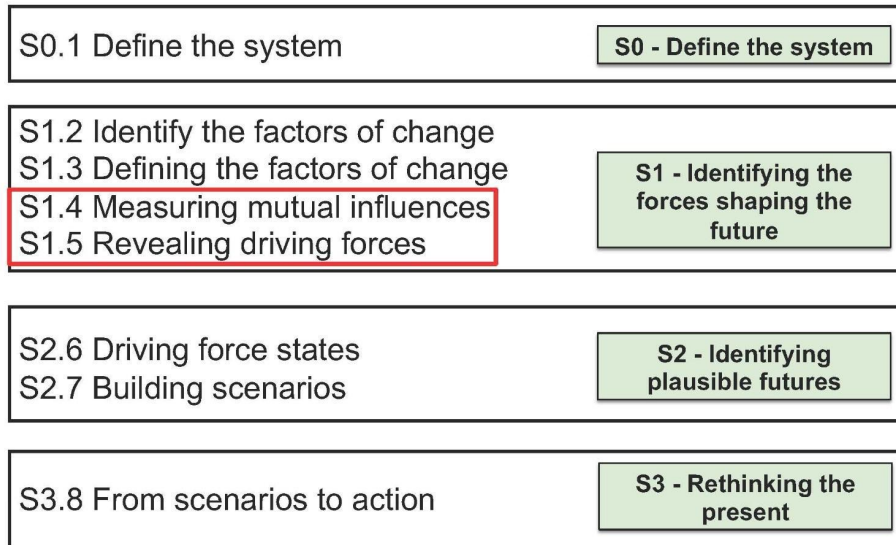 S0.1 Define the system
S0 - Define the system
S1.2 Identify the factors of change
S1.3 Defining the factors of change
S1.4 Measuring mutual influences
S1.5 Revealing driving forces
S1 - Identifying the
forces shaping the
future
S2.6 Driving force states
S2.7 Building scenarios
S2 - Identifying
plausible futures
S3.8 From scenarios to action
S3 - Rethinking the
present